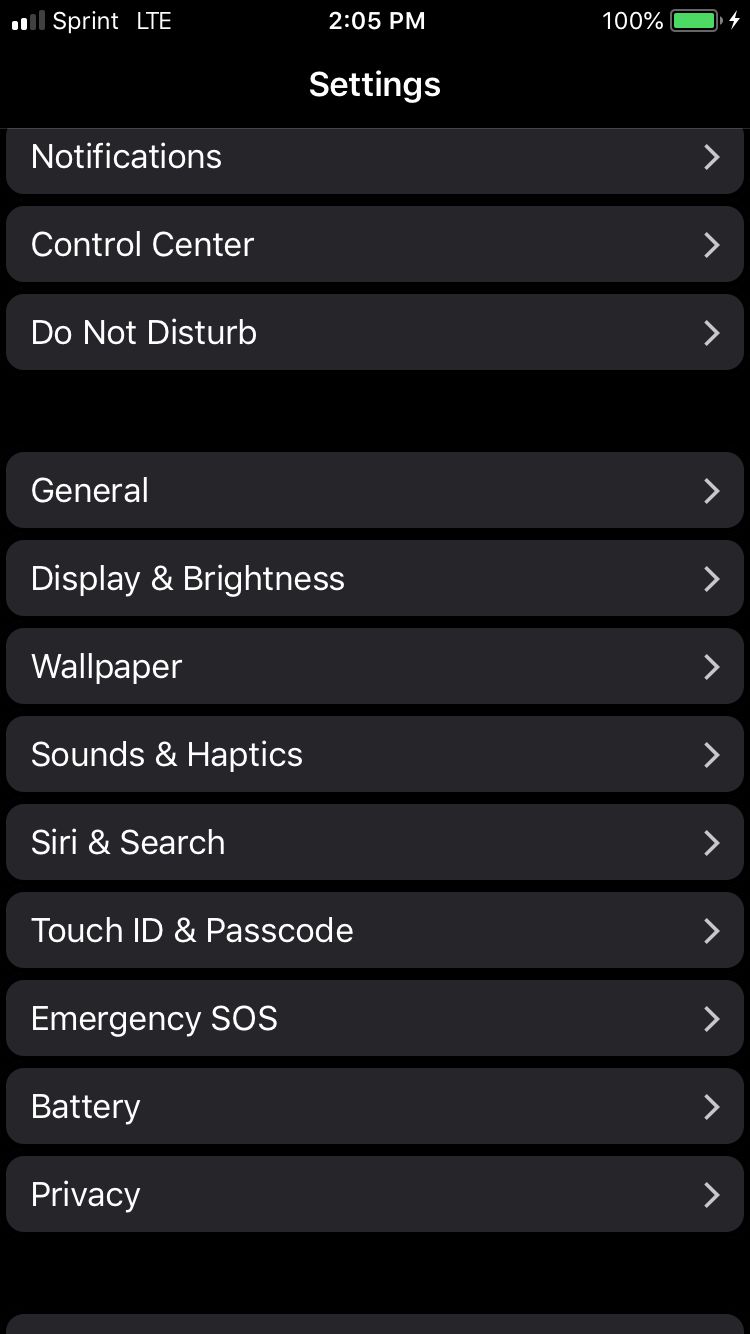 Sprint LTE 2:05 PM 100%
Settings
Notifications
Control Center
Do Not Disturb
General
Display & Brightness
Wallpaper
Sounds & Haptics
Siri & Search
Touch ID & Passcode
Emergency SOS
Battery
Privacy